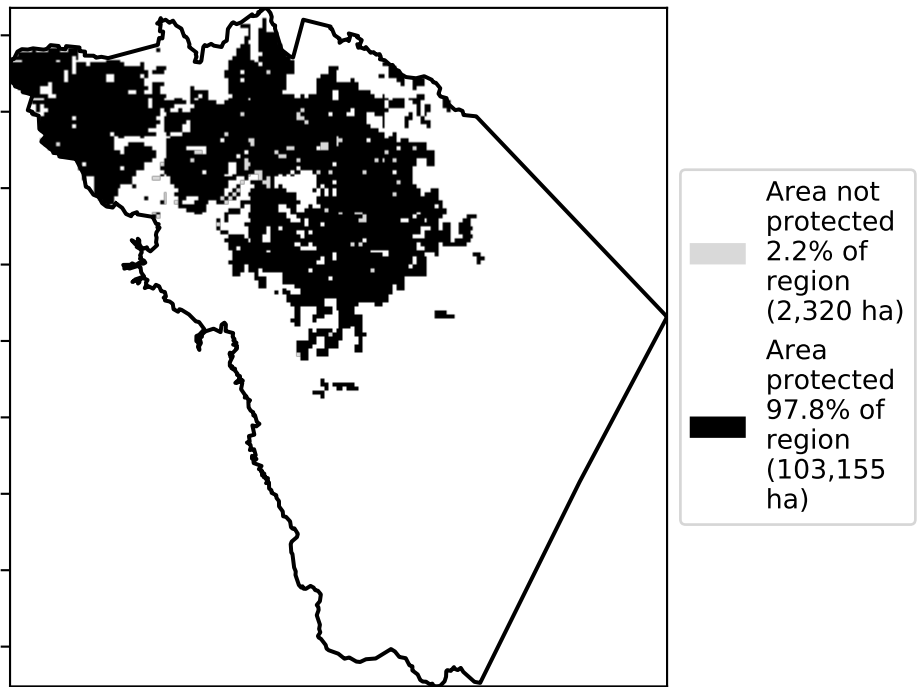 Area not
protected
2.2% of
region
(2,320 ha)
Area
protected
97.8% of
region
(103,155
ha)